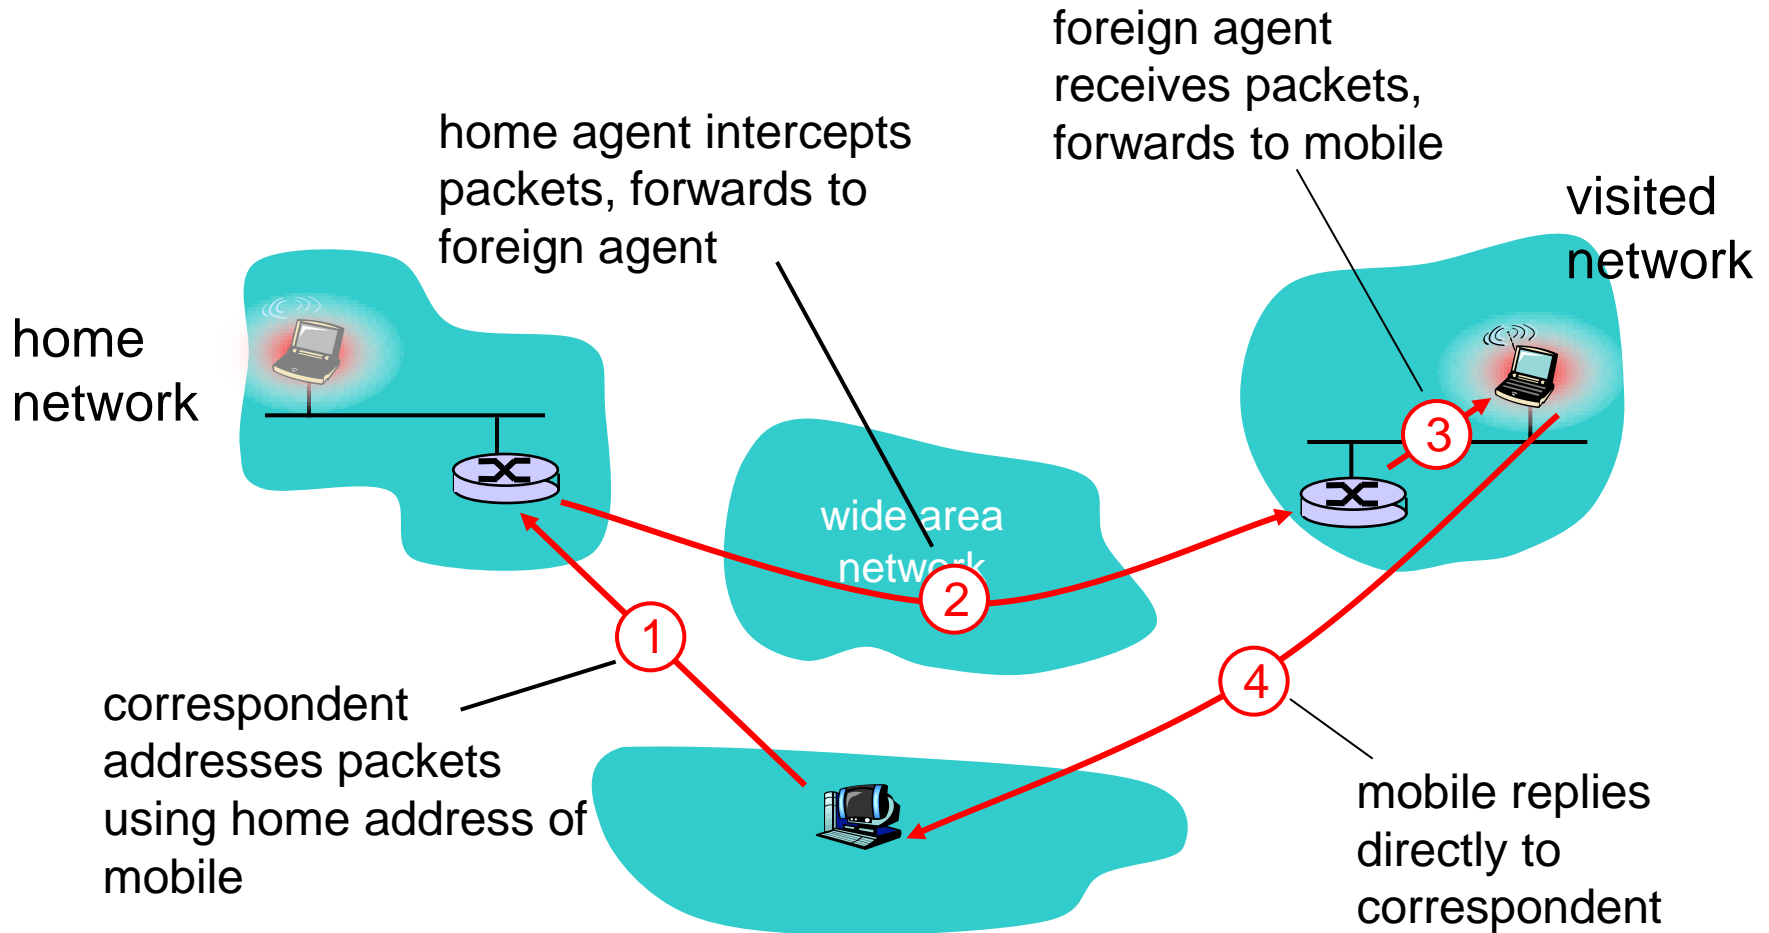 foreign agent
receives packets,
forwards to mobile
home agent intercepts
packets, forwards to
foreign agent
visited
network
home
network
wide area
network
3
2
1
4
correspondent
addresses packets
using home address of
mobile
mobile replies
directly to
correspondent